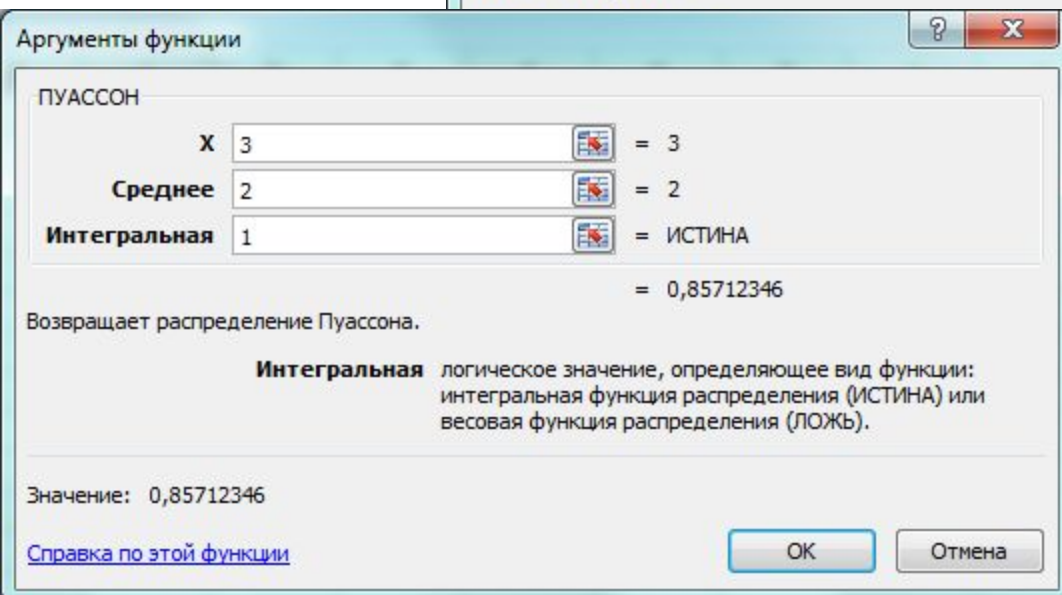 Аргументы функции
ПУАССОН
X 3 = 3
Среднее 2 = 2
Интегральная 1 = ИСТИНА
= 0,85712346
Возвращает распределение Пуассона.
Интегральная логическое значение, определяющее вид функции:
интегральная функция распределения (ИСТИНА) или
весовая функция распределения (ЛОЖЬ).
Значение: 0,85712346
Справка по этой функции
ОК Отмена